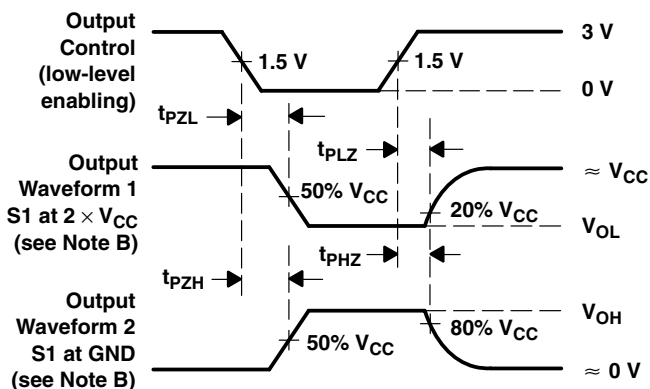 Output
Control
(low-level
enabling)
1.5 V
1.5 V
3 V
0 V
tPZL
tPLZ
Output
Waveform 1
S1 at 2 × VCC
(see Note B)
50% VCC
20% VCC
≈ VCC
VOL
tPZH
tPHZ
Output
Waveform 2
S1 at GND
(see Note B)
50% VCC
80% VCC
VOH
≈ 0 V